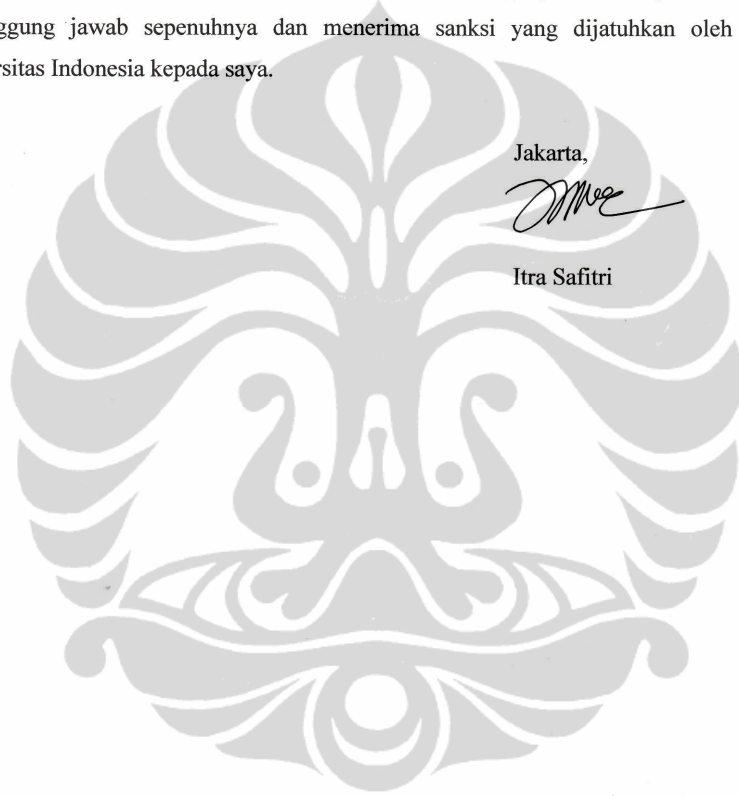 ggung jawab sepenuhnya dan menerima sanksi yang dijatuhkan oleh
rsitas Indonesia kepada saya.
Jakarta,
Itra Safitri